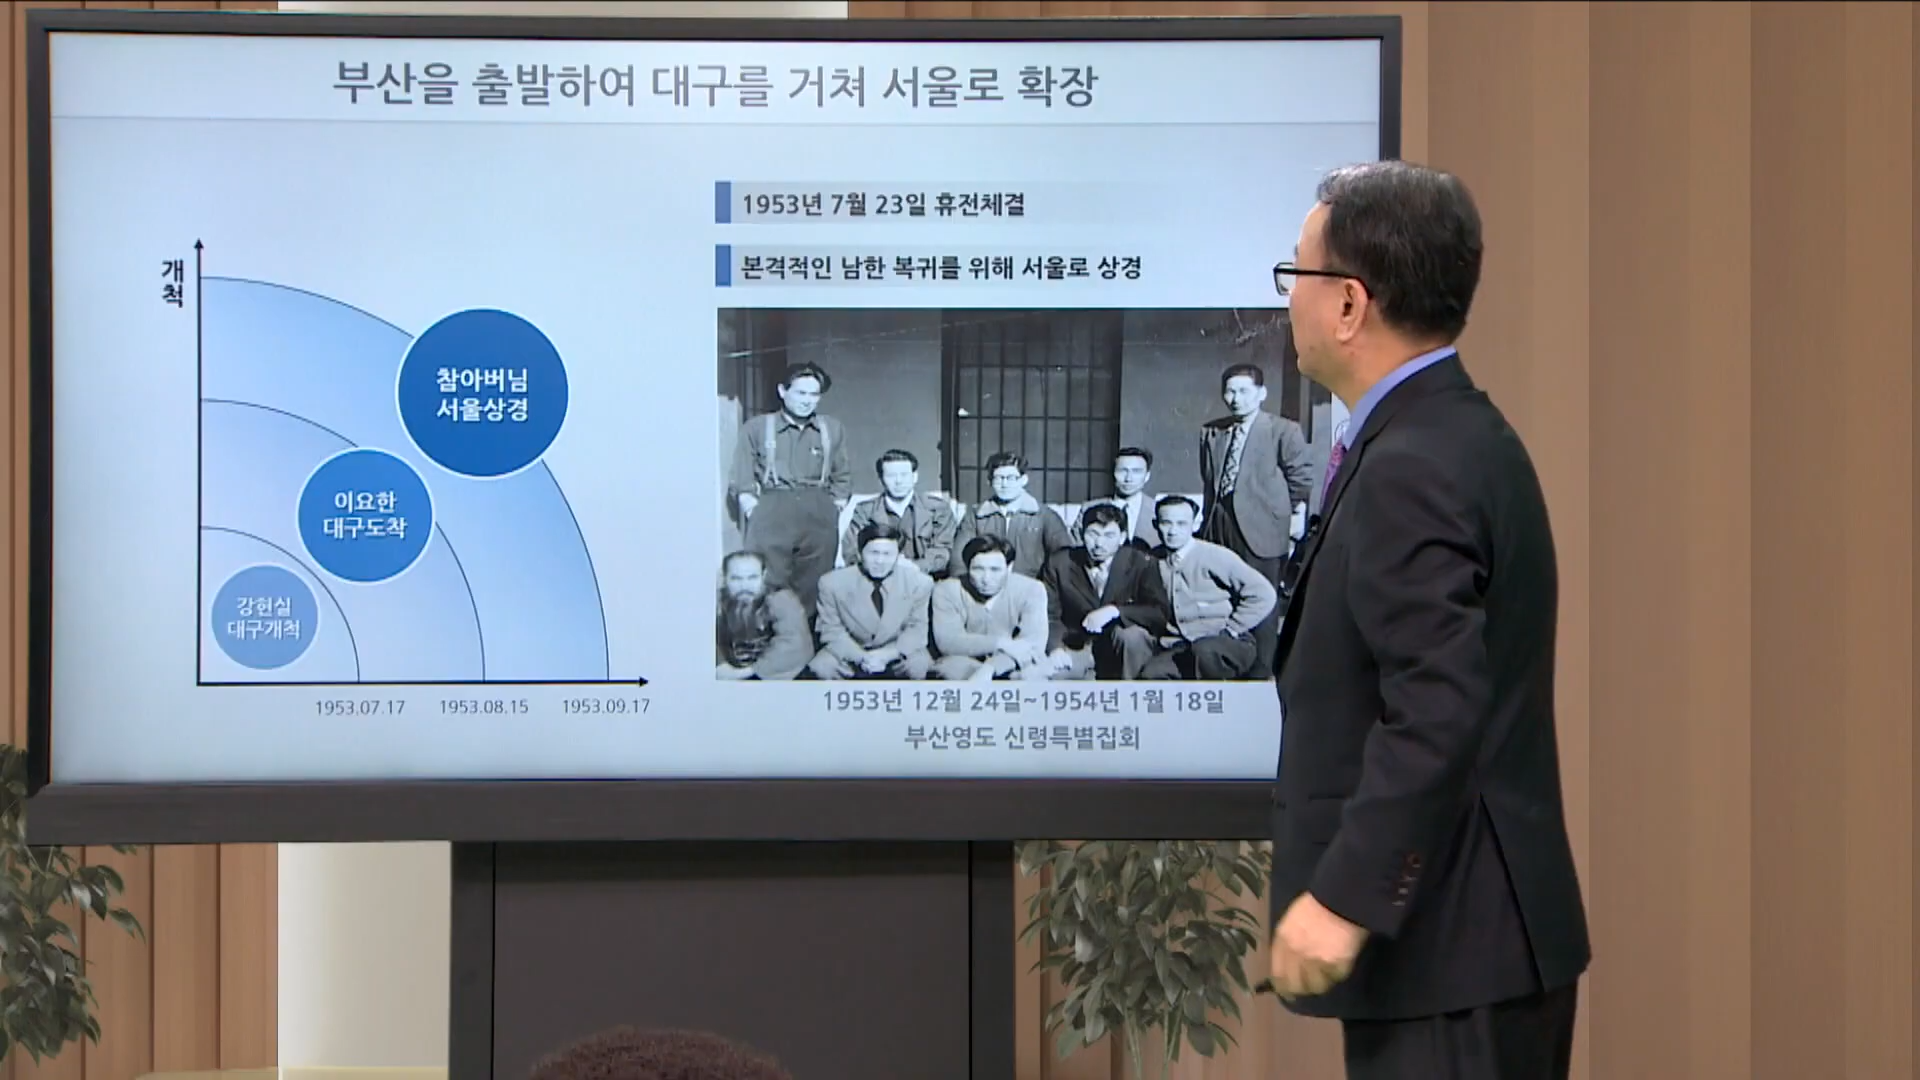 부산을 출발하여 대구를 거쳐 서울로 확장
1953년 7월 23일 휴전체결
본격적인 남한 복귀를 위해 서울로 상경
개척
참아버님
서울상경
이요한
대구도착
강현실
대구개척
1953.07.17
1953.08.15
1953.09.17
1953년 12월 24일~1954년 1월 18일
부산영도 신령특별집회